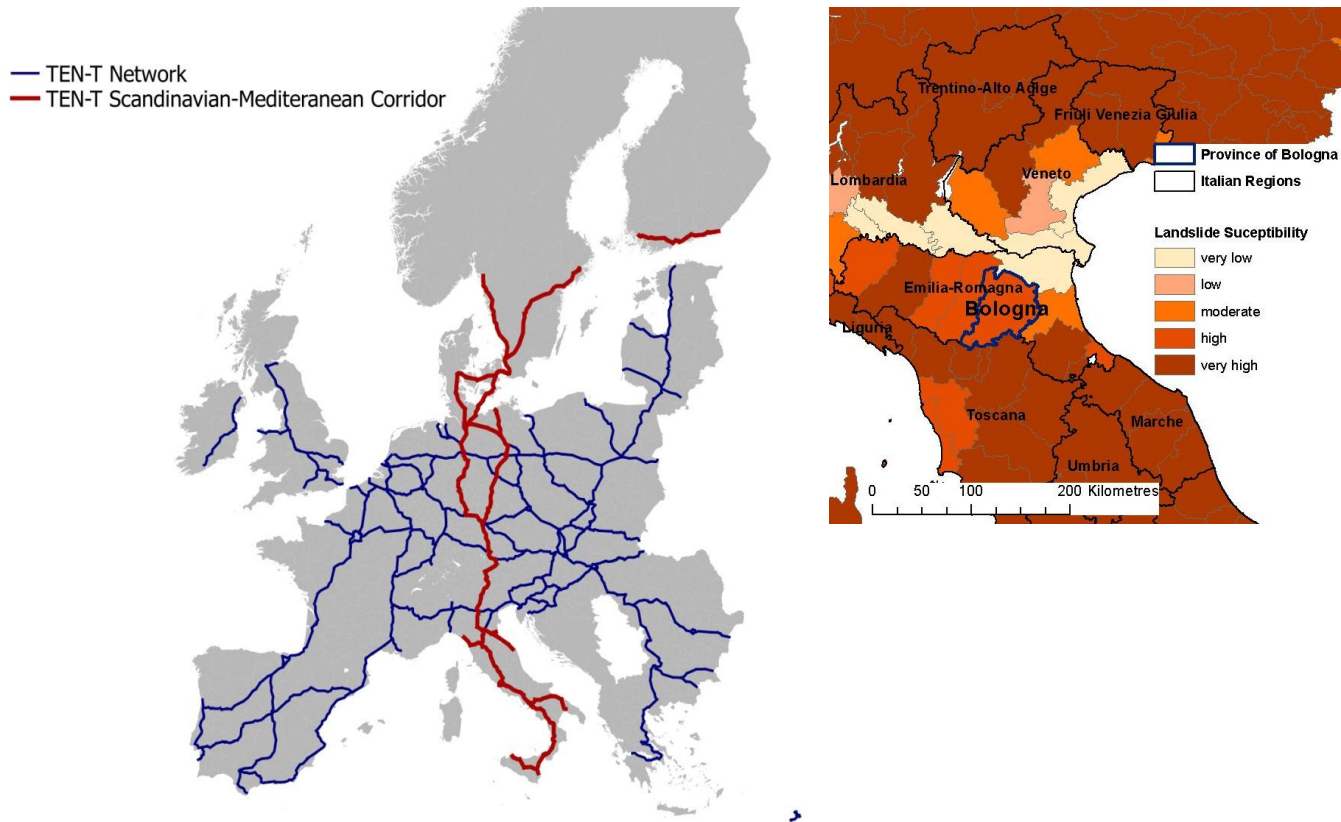 TEN-T Network
TEN-T Scandinavian-Mediteranean Corridor
Trentino-Alto Adige
Friuli Venezia Giulia
Province of Bologna
Lombardia
Veneto
Italian Regions
Landslide Suceptibility
very low
low
moderate
high
very high
Emilia-Romagna
Bologna
Liguria
Toscana
Marche
Umbria
0 50 100 200 Kilometres